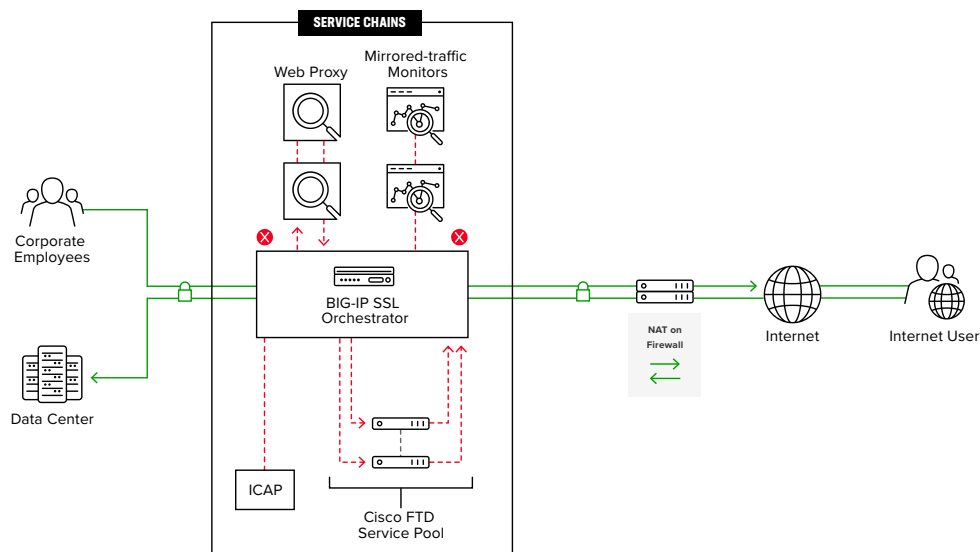 SERVICE CHAINS
Web Proxy
Mirrored-traffic
Monitors
Corporate
Employees
X
X
BIG-IP SSL
Orchestrator
NAT on
Firewall
Internet
Internet User
Data Center
ICAP
Cisco FTD
Service Pool